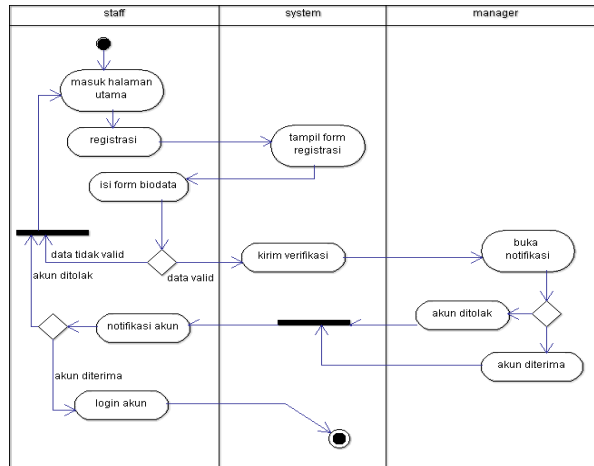 staff
system
manager
masuk halaman
utama
registrasi
tampil form
registrasi
isi form biodata
data tidak valid
akun ditolak
data valid
kirim verifikasi
buka
notifikasi
notifikasi akun
akun ditolak
akun diterima
akun diterima
login akun